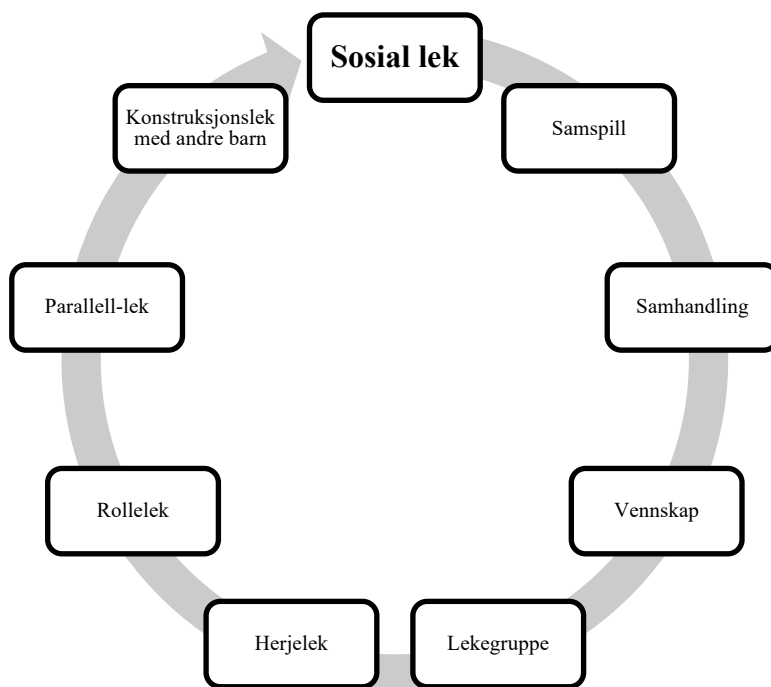 Sosial lek
Samspill
Samhandling
Vennskap
Lekegruppe
Herjelek
Rollelek
Parallell-lek
Konstruksjonslek
med andre barn